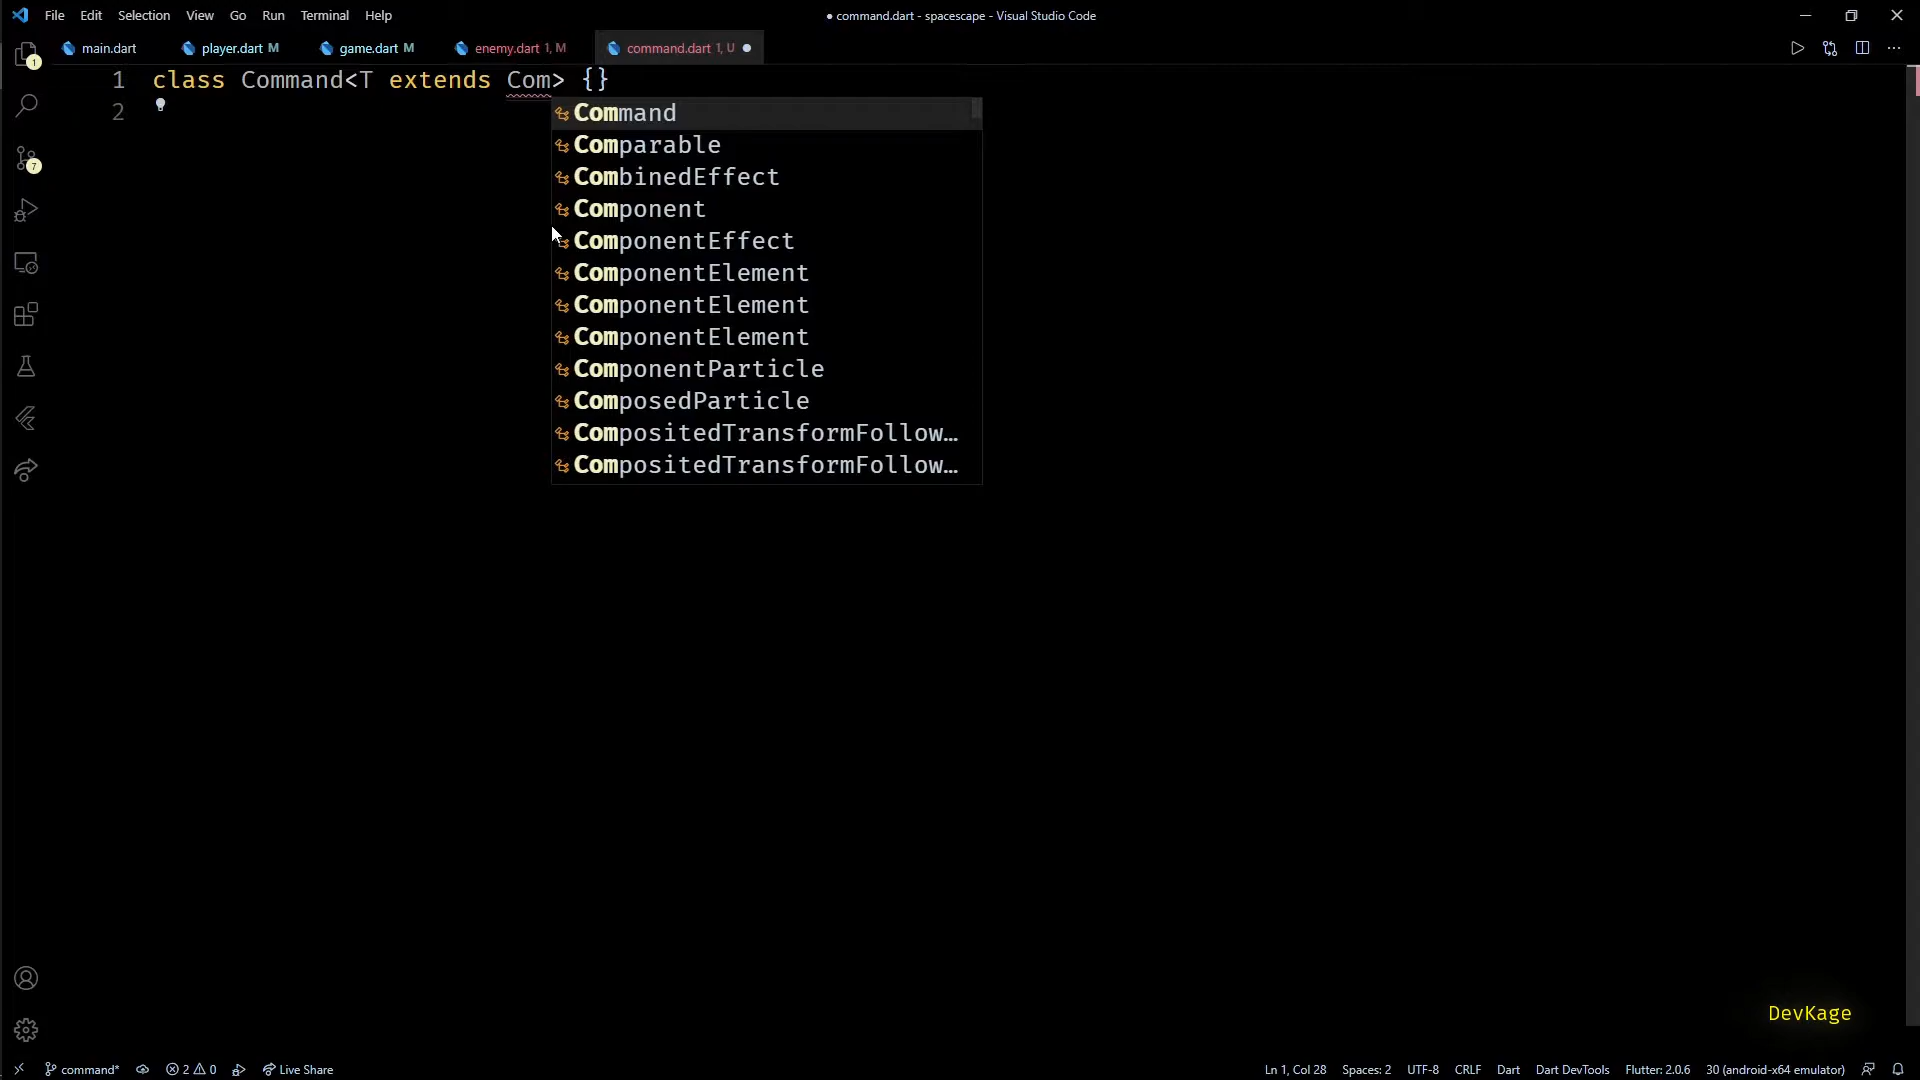 File Edit Selection View Go Run Terminal Help
● command.dart - spacescape - Visual Studio Code
main.dart player.dart M game.dart M enemy.dart 1, M command.dart 1, U ●
1 class Command<T extends Com> {}
2
Command
Comparable
CombinedEffect
Component
ComponentEffect
ComponentElement
ComponentElement
ComponentElement
ComponentParticle
ComposedParticle
CompositedTransformFollow…
CompositedTransformFollow…
1
7
DevKage
command* 2 0 Live Share
Ln 1, Col 28 Spaces: 2 UTF-8 CRLF Dart Dart DevTools Flutter: 2.0.6 30 (android-x64 emulator)